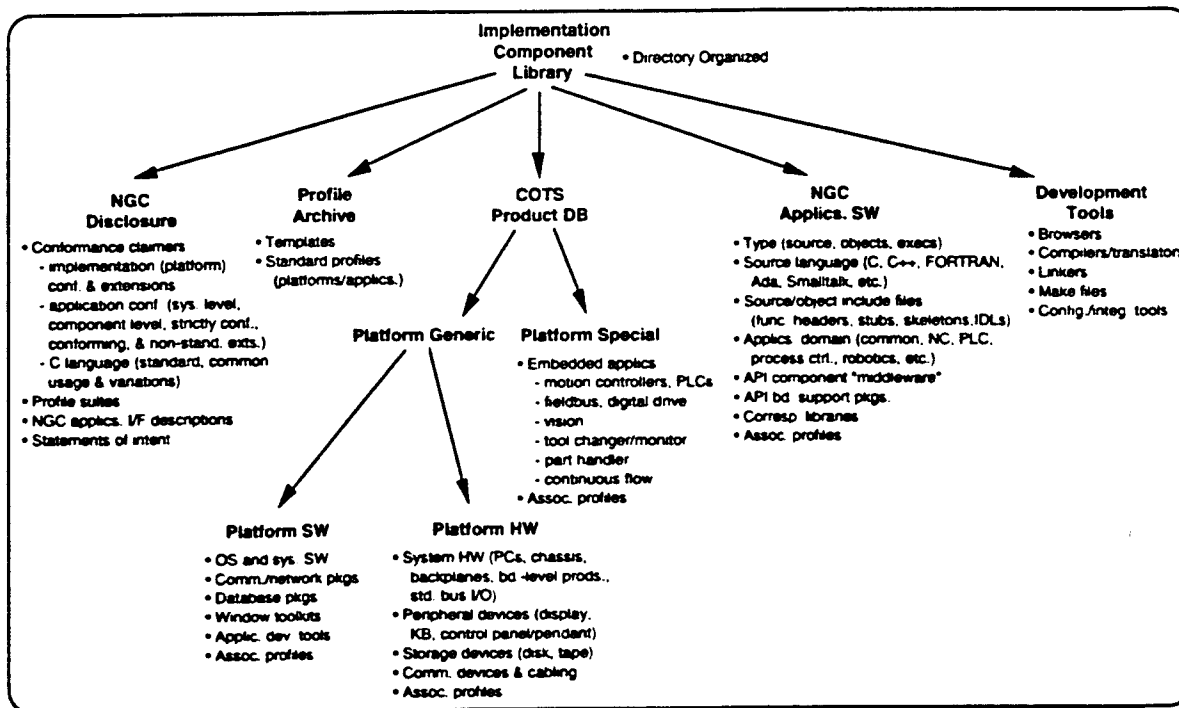 Implementation
Component
Library
• Directory Organized
NGC
Disclosure
• Conformance claimers
- implementation (platform)
conf. & extensions
- application conf. (sys. level,
component level, strictly conf.,
conforming, & non-stand. exts.)
- C language (standard, common
usage & variations)
• Profile suites
• NGC applics. I/F descriptions
• Statements of intent
Profile
Archive
• Templates
• Standard profiles
(platforms/applics.)
COTS
Product DB
NGC
Applics. SW
• Type (source, objects, execs)
• Source language (C, C++, FORTRAN,
Ada, Smalltalk, etc.)
• Source/object include files
(func. headers, stubs, skeletons, IDLs)
• Applics. domain (common, NC, PLC,
process ctrl., robotics, etc.)
• API component "middleware"
• API bd. support pkgs.
• Corresp. libraries
• Assoc. profiles
Development
Tools
• Browsers
• Compilers/translators
• Linkers
• Make files
• Config./integ. tools
Platform Generic
Platform Special
• Embedded applics
- motion controllers, PLCs
- fieldbus, digital drive
- vision
- tool changer/monitor
- part handler
- continuous flow
• Assoc. profiles
Platform SW
• OS and sys. SW
• Comm./network pkgs
• Database pkgs
• Window toolkits
• Applic. dev. tools
• Assoc. profiles
Platform HW
• System HW (PCs, chassis,
backplanes, bd.-level prods.,
std. bus I/O)
• Peripheral devices (display,
KB, control panel/pendant)
• Storage devices (disk, tape)
• Comm. devices & cabling
• Assoc. profiles